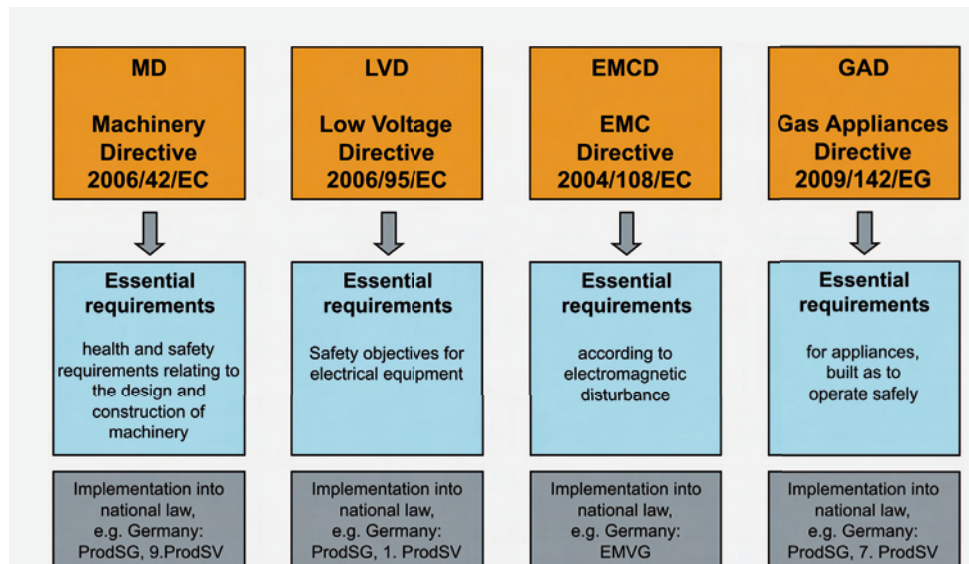 MD
Machinery
Directive
2006/42/EC
Essential
requirements
health and safety
requirements relating to
the design and
construction of
machinery
Implementation into
national law,
e.g. Germany:
ProdSG, 9.ProdSV
LVD
Low Voltage
Directive
2006/95/EC
Essential
requirements
Safety objectives for
electrical equipment
Implementation into
national law,
e.g. Germany:
ProdSG, 1. ProdSV
EMCD
EMC
Directive
2004/108/EC
Essential
requirements
according to
electromagnetic
disturbance
Implementation into
national law,
e.g. Germany:
EMVG
GAD
Gas Appliances
Directive
2009/142/EG
Essential
requirements
for appliances,
built as to
operate safely
Implementation into
national law,
e.g. Germany:
ProdSG, 7. ProdSV